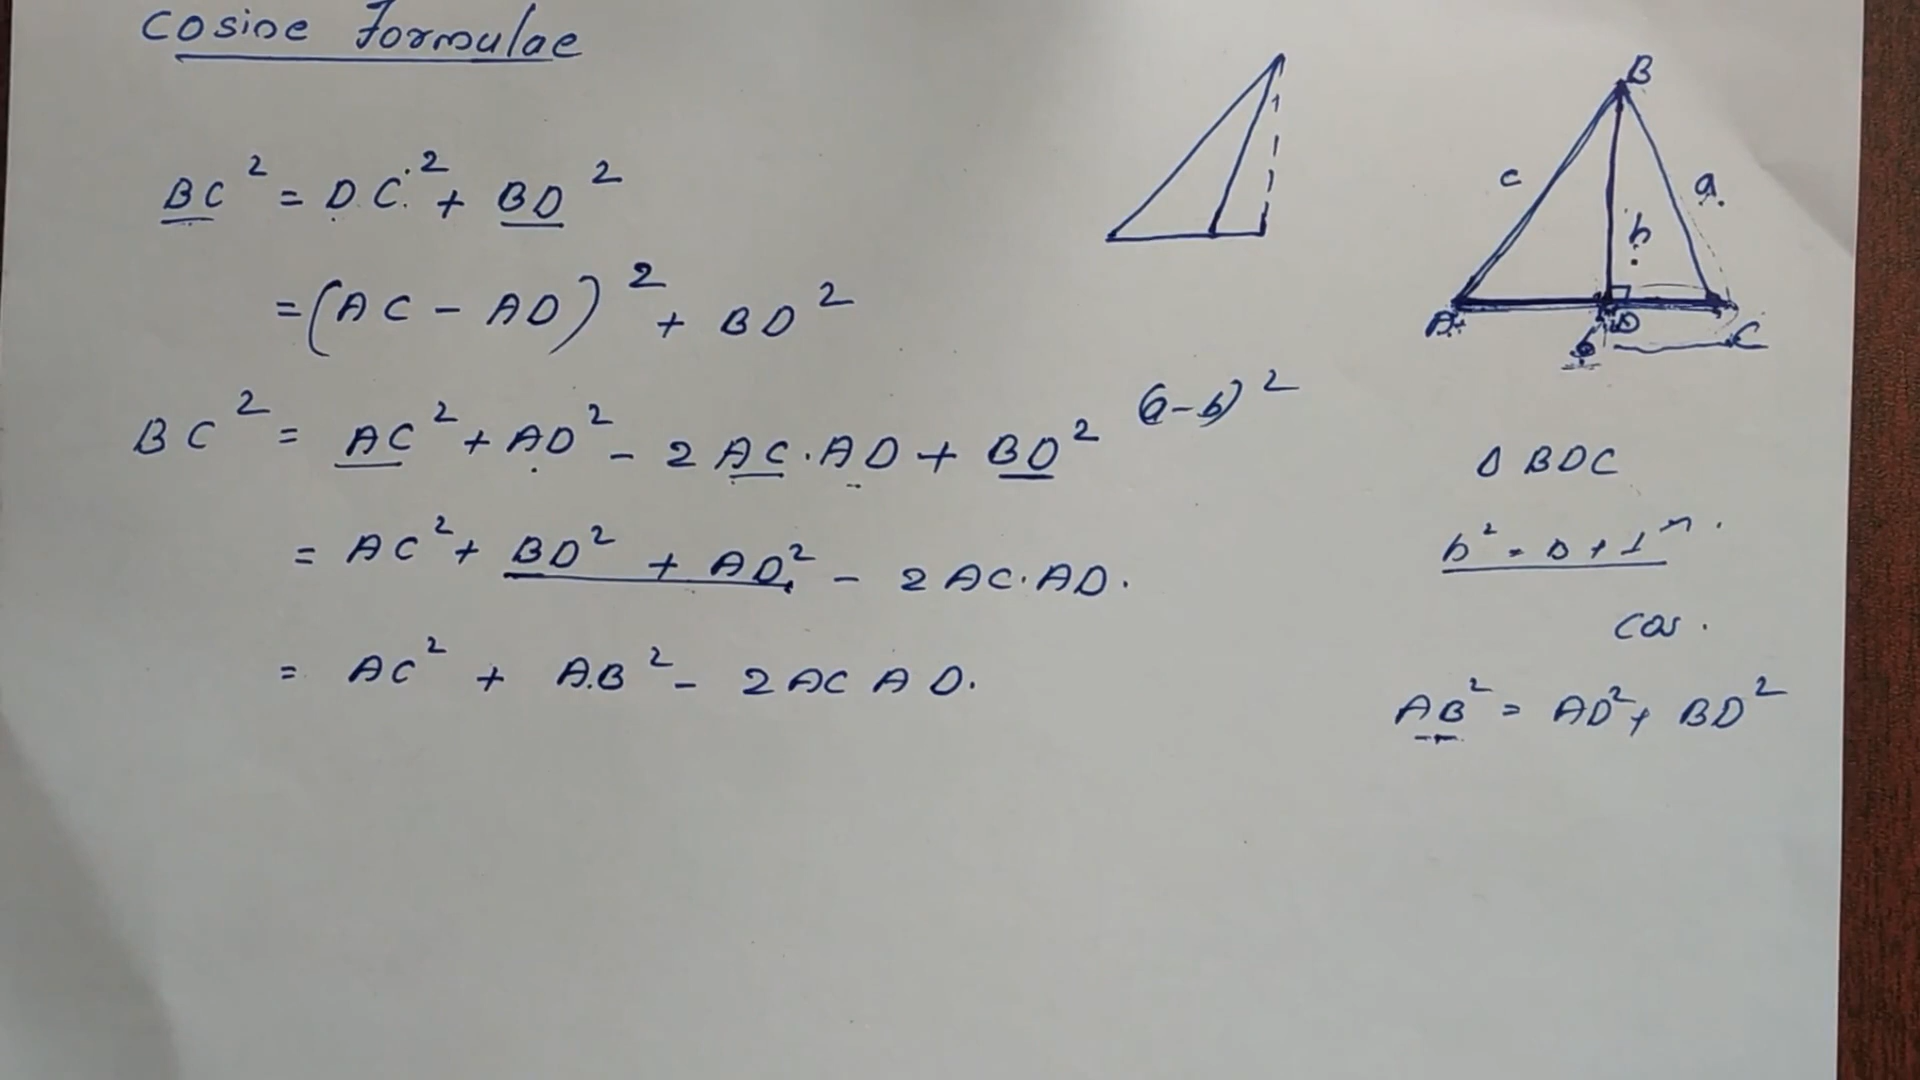 Cosine Formulae
BC² = DC² + BD²
= (AC - AD)² + BD²
BC² = AC² + AD² - 2 AC . AD + BD²
(a-b)²
= AC² + BD² + AD² - 2 AC . AD .
= AC² + AB² - 2 AC AD .
B
c
a
h
A
D
C
b
Δ BDC
cos .
AB² = AD² + BD²